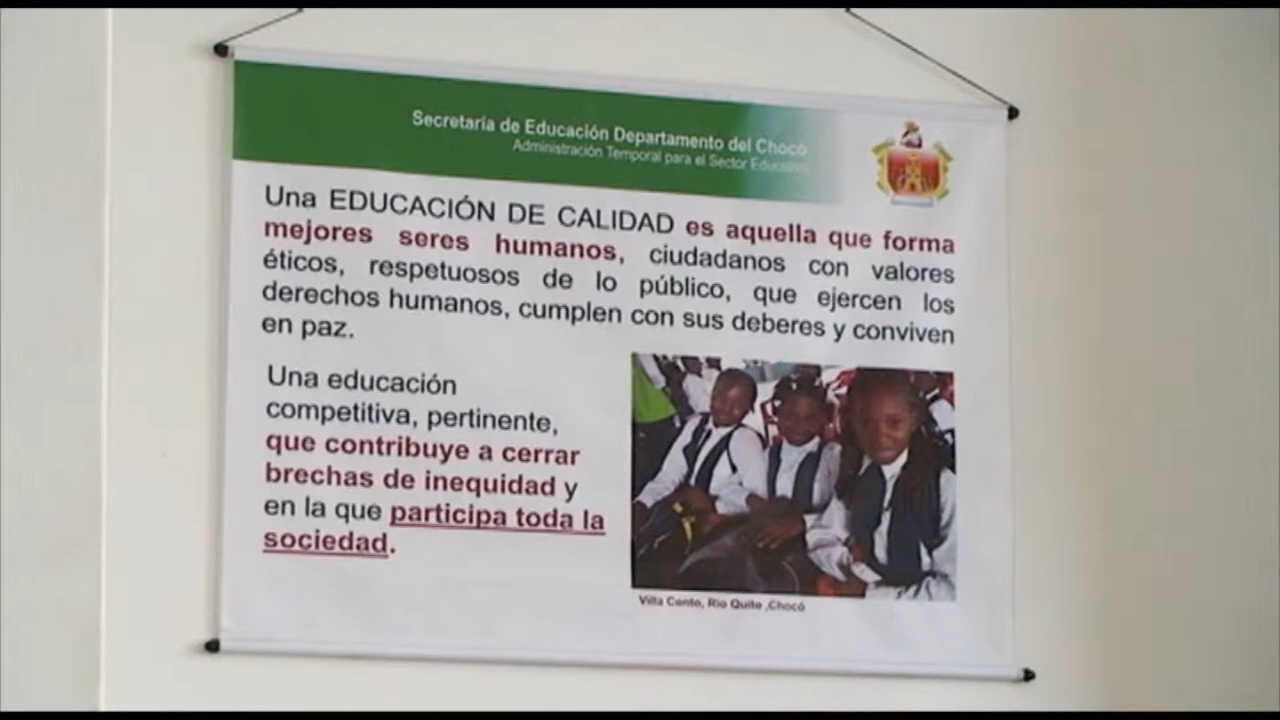 Secretaría de Educación Departamento del Chocó
Administración Temporal para el Sector Educativo
Una EDUCACIÓN DE CALIDAD es aquella que forma
mejores seres humanos, ciudadanos con valores
éticos, respetuosos de lo público, que ejercen los
derechos humanos, cumplen con sus deberes y conviven
en paz.
Una educación
competitiva, pertinente,
que contribuye a cerrar
brechas de inequidad y
en la que participa toda la
sociedad.
Villa Conto, Rio Quito ,Chocó